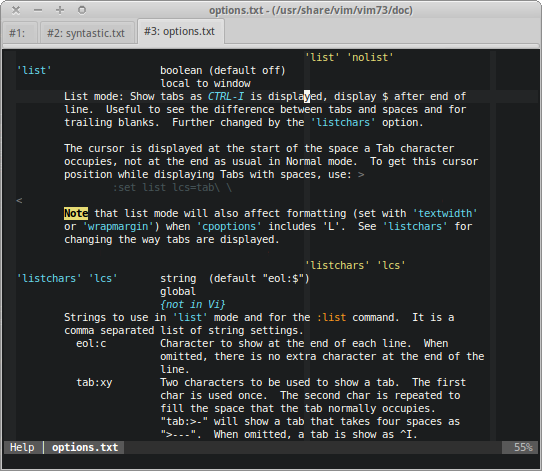 options.txt - (/usr/share/vim/vim73/doc)
#1: #2: syntastic.txt #3: options.txt
'list' 'nolist'
'list' boolean (default off)
local to window
List mode: Show tabs as CTRL-I is displayed, display $ after end of
line.  Useful to see the difference between tabs and spaces and for
trailing blanks.  Further changed by the 'listchars' option.
The cursor is displayed at the start of the space a Tab character
occupies, not at the end as usual in Normal mode.  To get this cursor
position while displaying Tabs with spaces, use: >
:set list lcs=tab\ \
<
Note that list mode will also affect formatting (set with 'textwidth'
or 'wrapmargin') when 'cpoptions' includes 'L'.  See 'listchars' for
changing the way tabs are displayed.
'listchars' 'lcs'
'listchars' 'lcs' string  (default "eol:$")
global
{not in Vi}
Strings to use in 'list' mode and for the :list command.  It is a
comma separated list of string settings.
eol:c Character to show at the end of each line.  When
omitted, there is no extra character at the end of the
line.
tab:xy Two characters to be used to show a tab.  The first
char is used once.  The second char is repeated to
fill the space that the tab normally occupies.
"tab:>-" will show a tab that takes four spaces as
">---".  When omitted, a tab is show as ^I.
Help | options.txt 55%